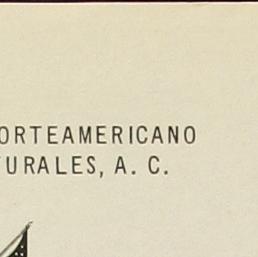 ORTEAMERICANO
URALES, A. C.